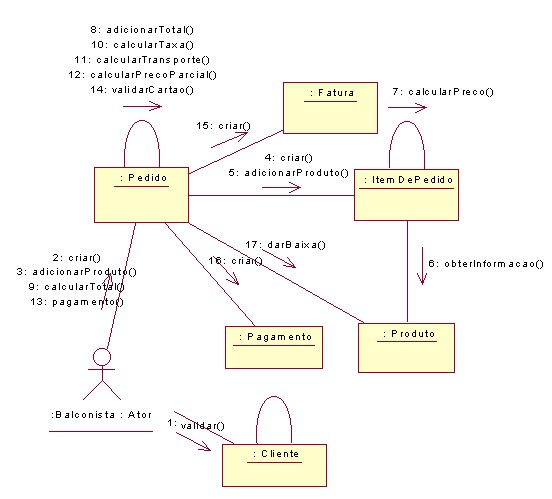 8: adicionarTotal()
10: calcularTaxa()
11: calcularTransporte()
12: calcularPrecoParcial()
14: validarCartao()
: Fatura
7: calcularPreco()
15: criar()
4: criar()
5: adicionarProduto()
: Pedido
: ItemDePedido
2: criar()
3: adicionarProduto()
9: calcularTotal()
13: pagamento()
16: criar()
17: darBaixa()
6: obterInformacao()
: Pagamento
: Produto
:Balconista : Ator
1: validar()
: Cliente